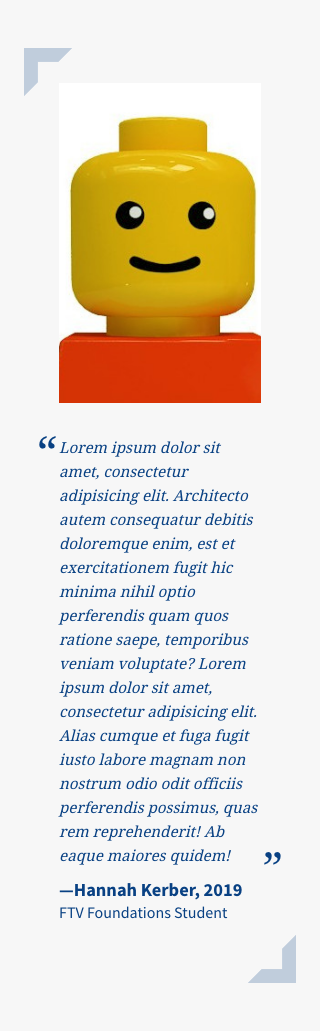 “Lorem ipsum dolor sit
amet, consectetur
adipisicing elit. Architecto
autem consequatur debitis
doloremque enim, est et
exercitationem fugit hic
minima nihil optio
perferendis quam quos
ratione saepe, temporibus
veniam voluptate? Lorem
ipsum dolor sit amet,
consectetur adipisicing elit.
Alias cumque et fuga fugit
iusto labore magnam non
nostrum odio odit officiis
perferendis possimus, quas
rem reprehenderit! Ab
eaque maiores quidem! ”
—Hannah Kerber, 2019
FTV Foundations Student